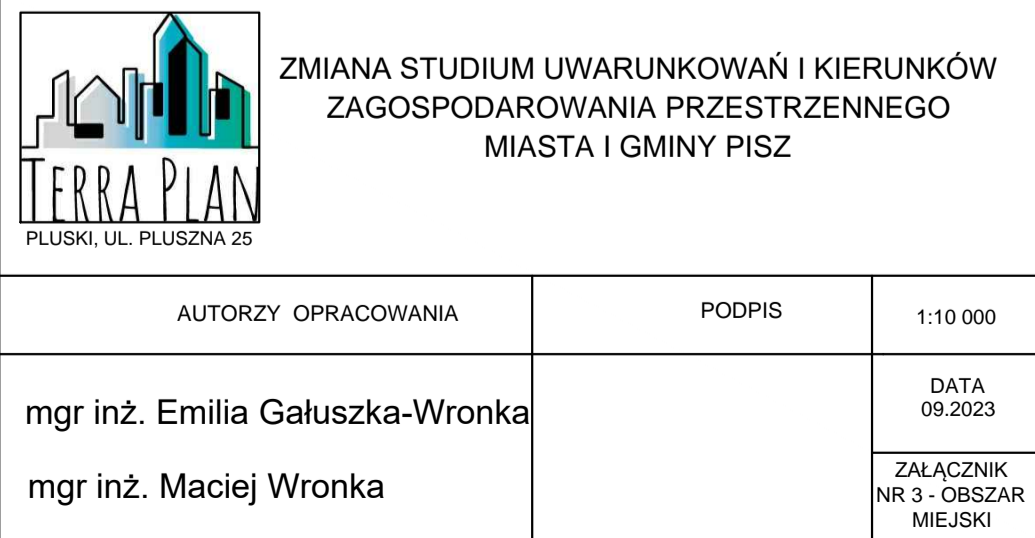 TERRA PLAN
PLUSKI, UL. PLUSZNA 25
ZMIANA STUDIUM UWARUNKOWAŃ I KIERUNKÓW
ZAGOSPODAROWANIA PRZESTRZENNEGO
MIASTA I GMINY PISZ
AUTORZY OPRACOWANIA
PODPIS
1:10 000
mgr inż. Emilia Gałuszka-Wronka
mgr inż. Maciej Wronka
DATA
09.2023
ZAŁĄCZNIK
NR 3 - OBSZAR
MIEJSKI